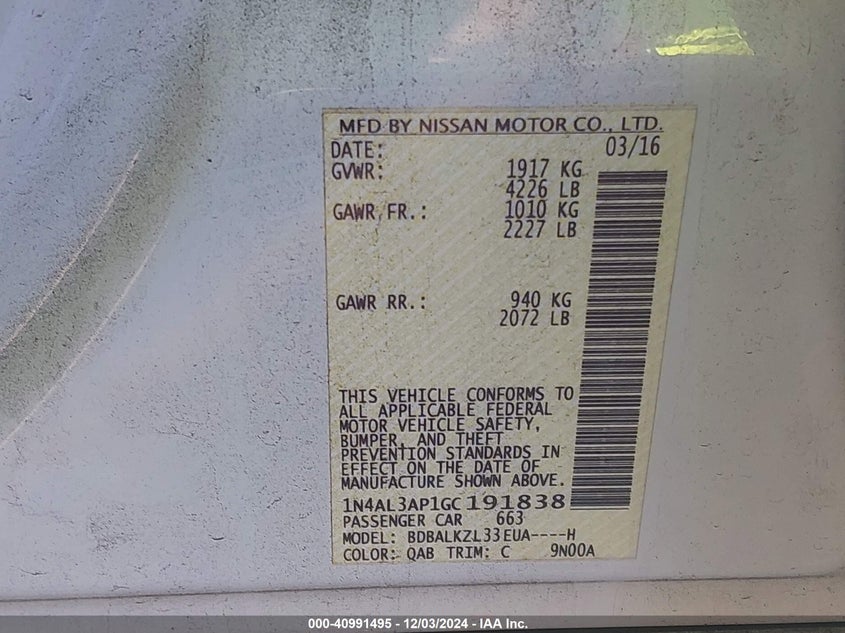 MFD BY NISSAN MOTOR CO., LTD.
DATE: 03/16
GVWR: 1917 KG
4226 LB
GAWR FR.: 1010 KG
2227 LB
GAWR RR.: 940 KG
2072 LB
THIS VEHICLE CONFORMS TO
ALL APPLICABLE FEDERAL
MOTOR VEHICLE SAFETY,
BUMPER, AND THEFT
PREVENTION STANDARDS IN
EFFECT ON THE DATE OF
MANUFACTURE SHOWN ABOVE.
1N4AL3AP1GC191838
PASSENGER CAR 663
MODEL: BDBALKZL33EUA----H
COLOR: QAB TRIM: C 9N00A
000-40991495 - 12/03/2024 - IAA Inc.